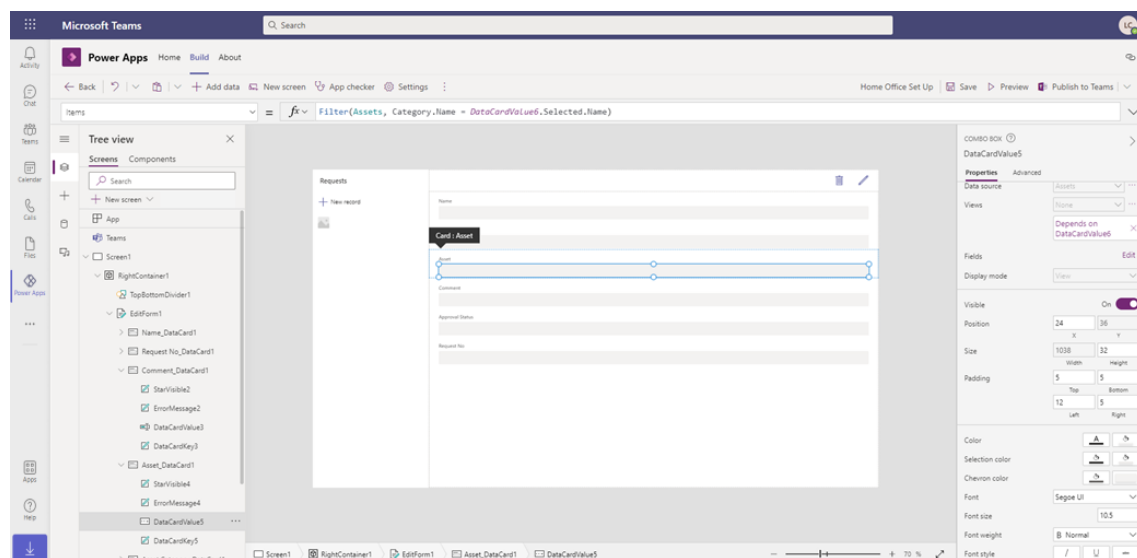 Microsoft Teams
Search
LC
Activity
Chat
Teams
Calendar
Calls
Files
Power Apps
Apps
Help
Power Apps Home Build About
Back Add data New screen App checker Settings Home Office Set Up Save Preview Publish to Teams
Items = fx Filter(Assets, Category.Name = DataCardValue6.Selected.Name)
Tree view
Screens Components
Search
New screen
App
Teams
Screen1
RightContainer1
TopBottomDivider1
EditForm1
Name_DataCard1
Request No_DataCard1
Comment_DataCard1
StarVisible2
ErrorMessage2
DataCardValue3
DataCardKey3
Asset_DataCard1
StarVisible4
ErrorMessage4
DataCardValue5
DataCardKey5
Requests
New record
Name
Card : Asset
Asset
Comment
Approval Status
Request No
COMBO BOX
DataCardValue5
Properties Advanced
Data source Assets
Views None
Depends on
DataCardValue6
Fields Edit
Display mode View
Visible On
Position 24 36
X Y
Size 1038 32
Width Height
Padding 5 5
Top Bottom
12 5
Left Right
Color A
Selection color
Chevron color
Font Segoe UI
Font size 10.5
Font weight B Normal
Font style / U
Screen1 RightContainer1 EditForm1 Asset_DataCard1 DataCardValue5 70 %